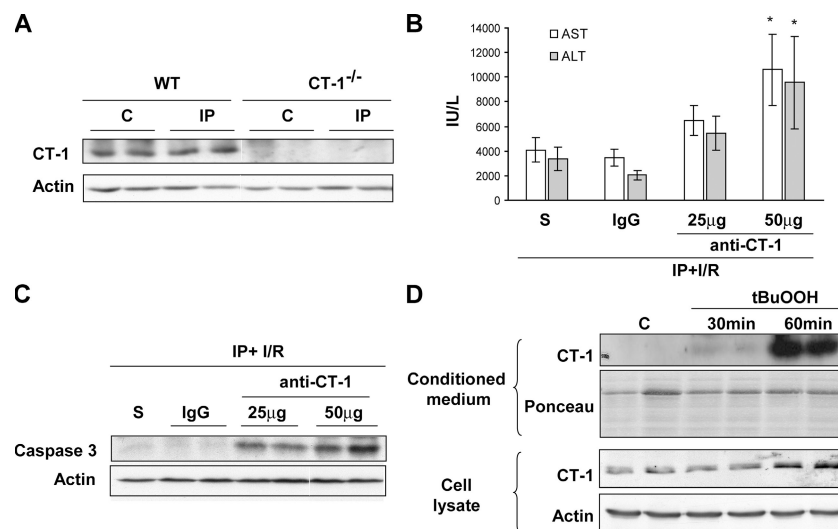 A
WT CT-1-/-
C IP C IP
CT-1
Actin
B
14000
12000
10000
8000
6000
4000
2000
0
IU/L
AST
ALT
* *
S IgG 25µg 50µg
anti-CT-1
IP+I/R
C
IP+ I/R
anti-CT-1
S IgG 25µg 50µg
Caspase 3
Actin
D
tBuOOH
C 30min 60min
CT-1
Conditioned
medium
Ponceau
CT-1
Cell
lysate
Actin